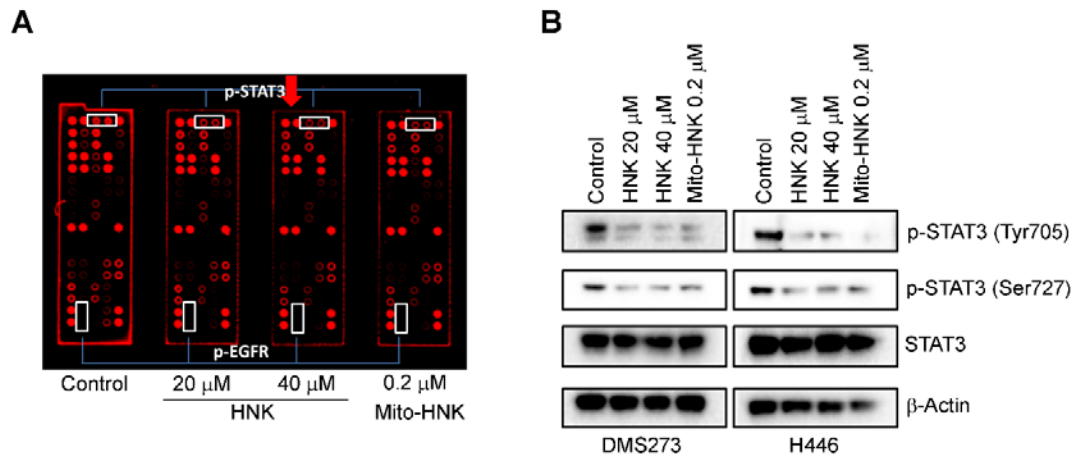 A
p-STAT3
p-EGFR
Control
20 μM
40 μM
0.2 μM
HNK
Mito-HNK
B
Control
HNK 20 μM
HNK 40 μM
Mito-HNK 0.2 μM
Control
HNK 20 μM
HNK 40 μM
Mito-HNK 0.2 μM
p-STAT3 (Tyr705)
p-STAT3 (Ser727)
STAT3
β-Actin
DMS273
H446